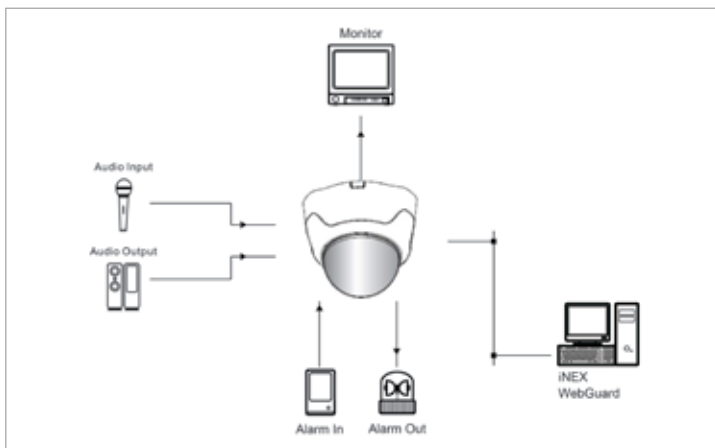 Monitor
Audio Input
Audio Output
Alarm In
Alarm Out
iNEX
WebGuard